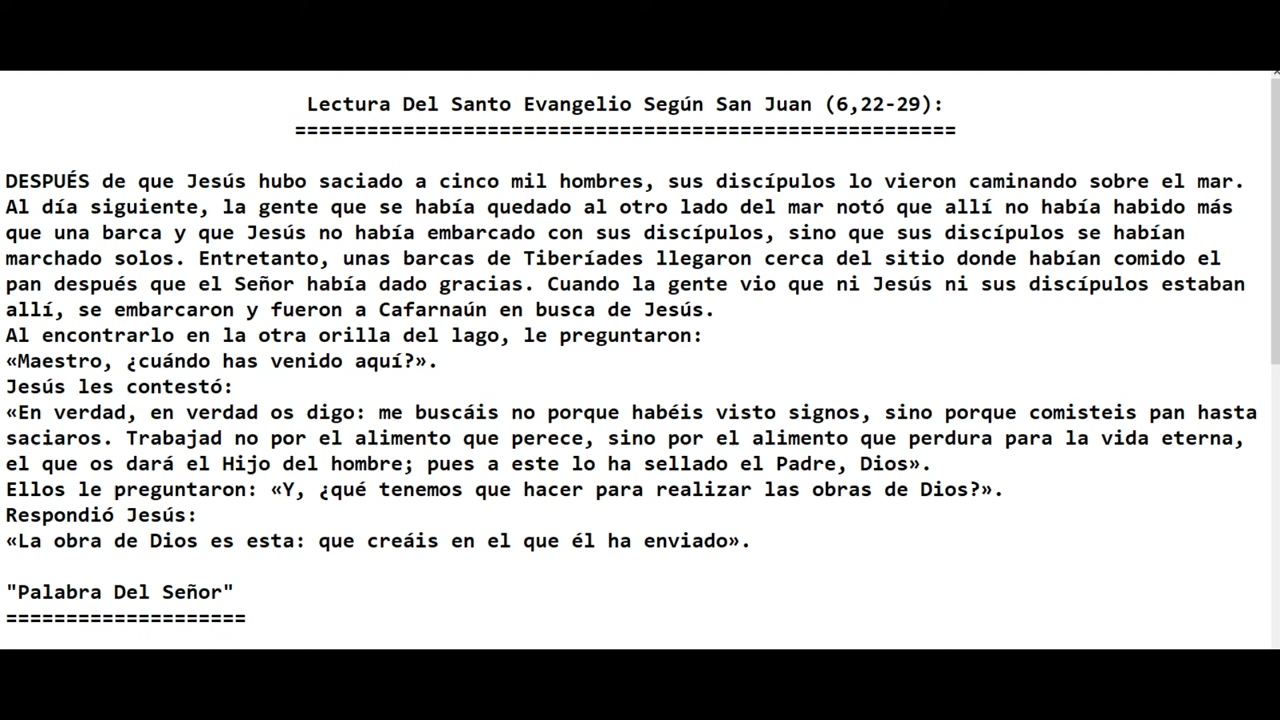 Lectura Del Santo Evangelio Según San Juan (6,22-29):
=======================================================
DESPUÉS de que Jesús hubo saciado a cinco mil hombres, sus discípulos lo vieron caminando sobre el mar.
Al día siguiente, la gente que se había quedado al otro lado del mar notó que allí no había habido más
que una barca y que Jesús no había embarcado con sus discípulos, sino que sus discípulos se habían
marchado solos. Entretanto, unas barcas de Tiberíades llegaron cerca del sitio donde habían comido el
pan después que el Señor había dado gracias. Cuando la gente vio que ni Jesús ni sus discípulos estaban
allí, se embarcaron y fueron a Cafarnaún en busca de Jesús.
Al encontrarlo en la otra orilla del lago, le preguntaron:
«Maestro, ¿cuándo has venido aquí?».
Jesús les contestó:
«En verdad, en verdad os digo: me buscáis no porque habéis visto signos, sino porque comisteis pan hasta
saciaros. Trabajad no por el alimento que perece, sino por el alimento que perdura para la vida eterna,
el que os dará el Hijo del hombre; pues a este lo ha sellado el Padre, Dios».
Ellos le preguntaron: «Y, ¿qué tenemos que hacer para realizar las obras de Dios?».
Respondió Jesús:
«La obra de Dios es esta: que creáis en el que él ha enviado».
"Palabra Del Señor"
====================